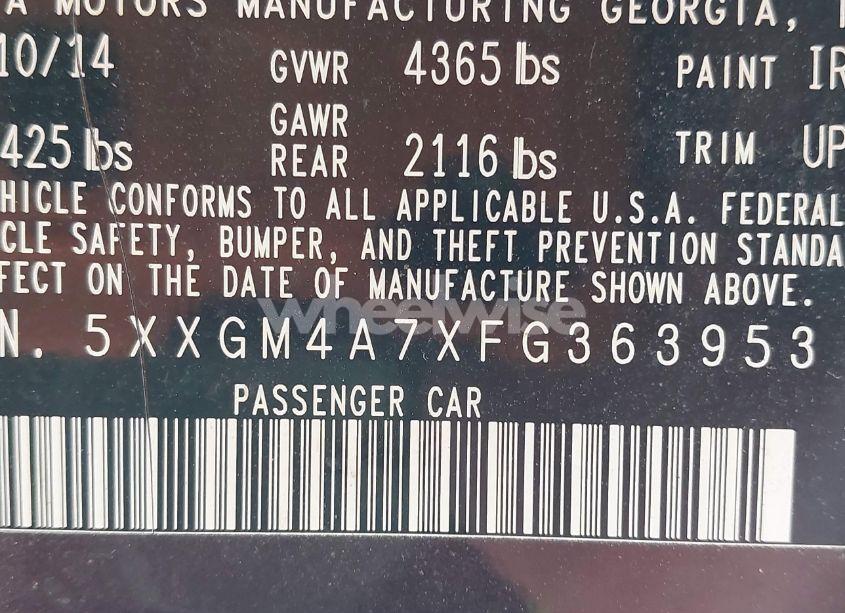 A MOTORS MANUFACTURING GEORGIA,
10/14 GVWR 4365 lbs PAINT IR
425 lbs GAWR REAR 2116 lbs TRIM UP
HICLE CONFORMS TO ALL APPLICABLE U.S.A. FEDERAL
CLE SAFETY, BUMPER, AND THEFT PREVENTION STANDA
FECT ON THE DATE OF MANUFACTURE SHOWN ABOVE.
wheelwise
N. 5XXGM4A7XFG363953
PASSENGER CAR